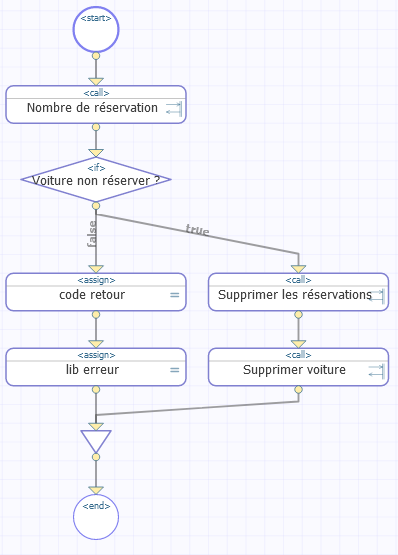 <start>
<call>
Nombre de réservation
<if>
Voiture non réserver ?
false
true
<assign>
code retour
=
<call>
Supprimer les réservations
<assign>
lib erreur
=
<call>
Supprimer voiture
<end>